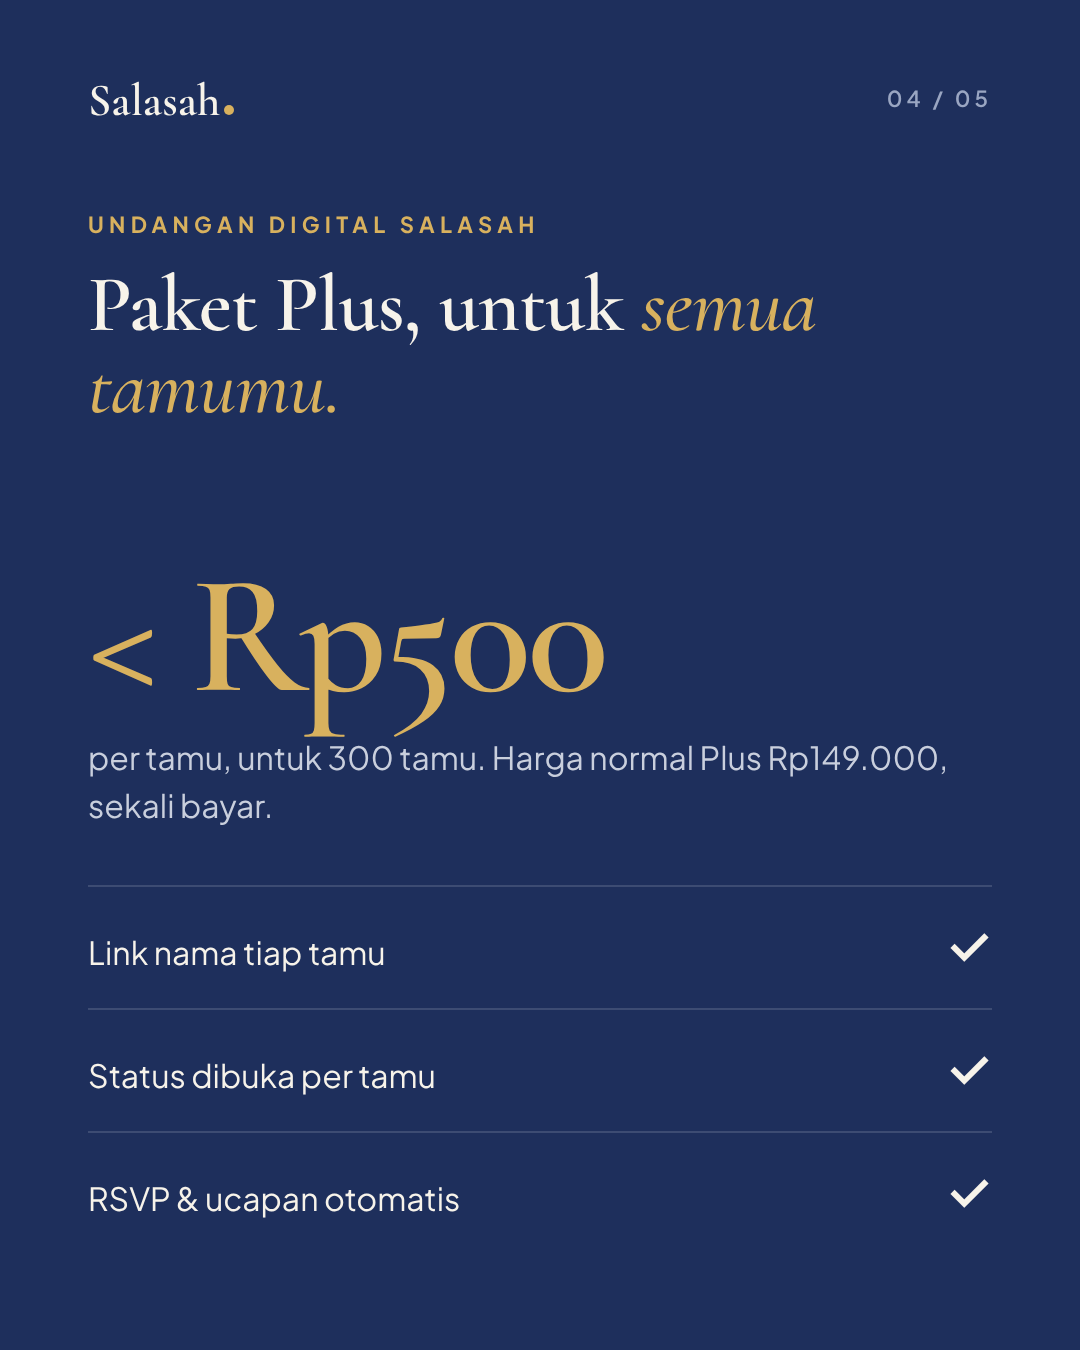 Salasah.
04 / 05
UNDANGAN DIGITAL SALASAH
Paket Plus, untuk semua
tamumu.
< Rp500
per tamu, untuk 300 tamu. Harga normal Plus Rp149.000,
sekali bayar.
Link nama tiap tamu
Status dibuka per tamu
RSVP & ucapan otomatis